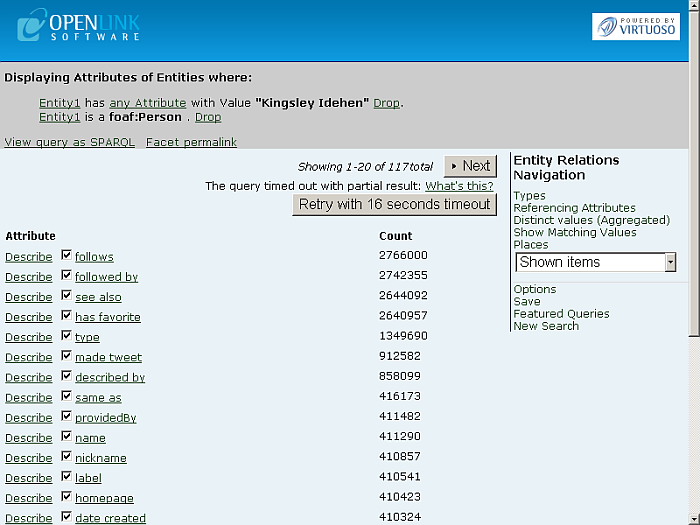 OPENLINK
SOFTWARE
POWERED BY
VIRTUOSO
Displaying Attributes of Entities where:
Entity1 has any Attribute with Value "Kingsley Idehen" Drop.
Entity1 is a foaf:Person . Drop
View query as SPARQL Facet permalink
Showing 1-20 of 117total Next
The query timed out with partial result: What's this?
Retry with 16 seconds timeout
Attribute Count
Describe follows 2766000
Describe followed by 2742355
Describe see also 2644092
Describe has favorite 2640957
Describe type 1349690
Describe made tweet 912582
Describe described by 858099
Describe same as 416173
Describe providedBy 411482
Describe name 411290
Describe nickname 410857
Describe label 410541
Describe homepage 410423
Describe date created 410324
Entity Relations
Navigation
Types
Referencing Attributes
Distinct values (Aggregated)
Show Matching Values
Places
Shown items
Options
Save
Featured Queries
New Search